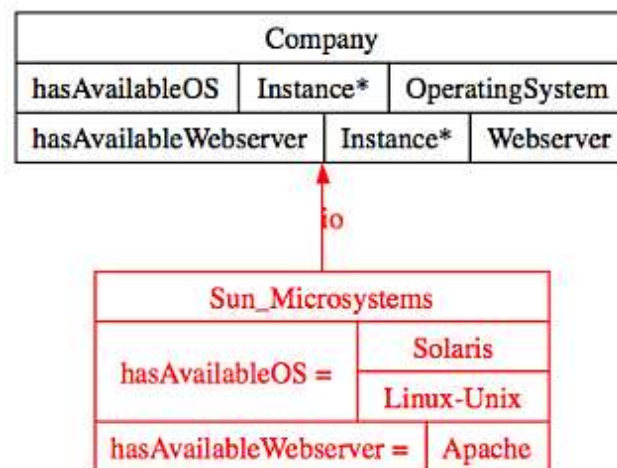 Company
hasAvailableOS Instance* OperatingSystem
hasAvailableWebserver Instance* Webserver
io
Sun_Microsystems
hasAvailableOS = Solaris
Linux-Unix
hasAvailableWebserver = Apache